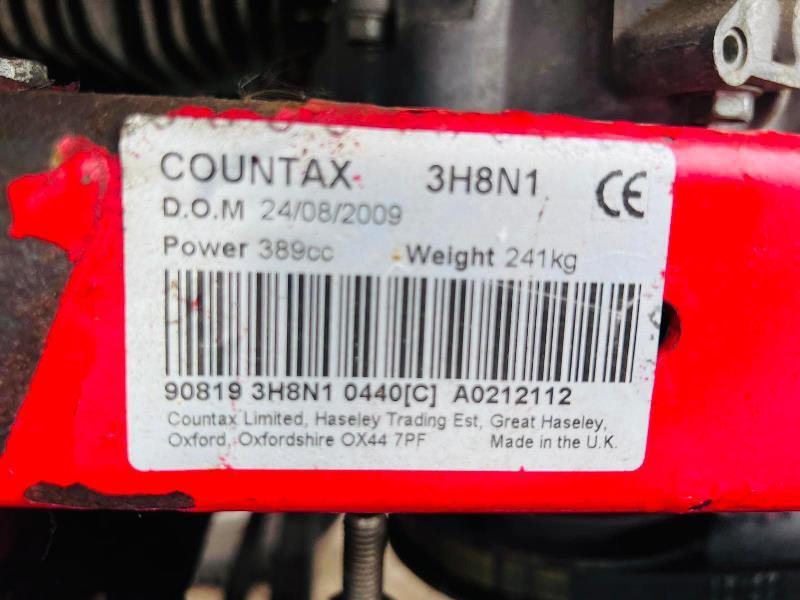 COUNTAX 3H8N1 CE
D.O.M 24/08/2009
Power 389cc Weight 241kg
90819 3H8N1 0440[C] A0212112
Countax Limited, Haseley Trading Est, Great Haseley,
Oxford, Oxfordshire OX44 7PF Made in the U.K.